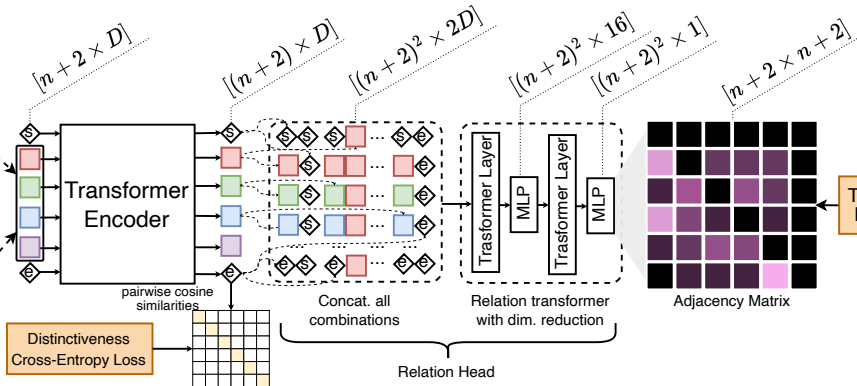 [n + 2 × D]
[(n + 2) × D]
[(n + 2)² × 2D]
[(n + 2)² × 16]
[(n + 2)² × 1]
[n + 2 × n + 2]
s
s
s s s ... s e
s e
Transformer
Encoder
s e
s e
e
e
e s e ... e e
Trasformer Layer
MLP
Trasformer Layer
MLP
pairwise cosine
similarities
Concat. all
combinations
Relation transformer
with dim. reduction
Adjacency Matrix
Distinctiveness
Cross-Entropy Loss
Relation Head